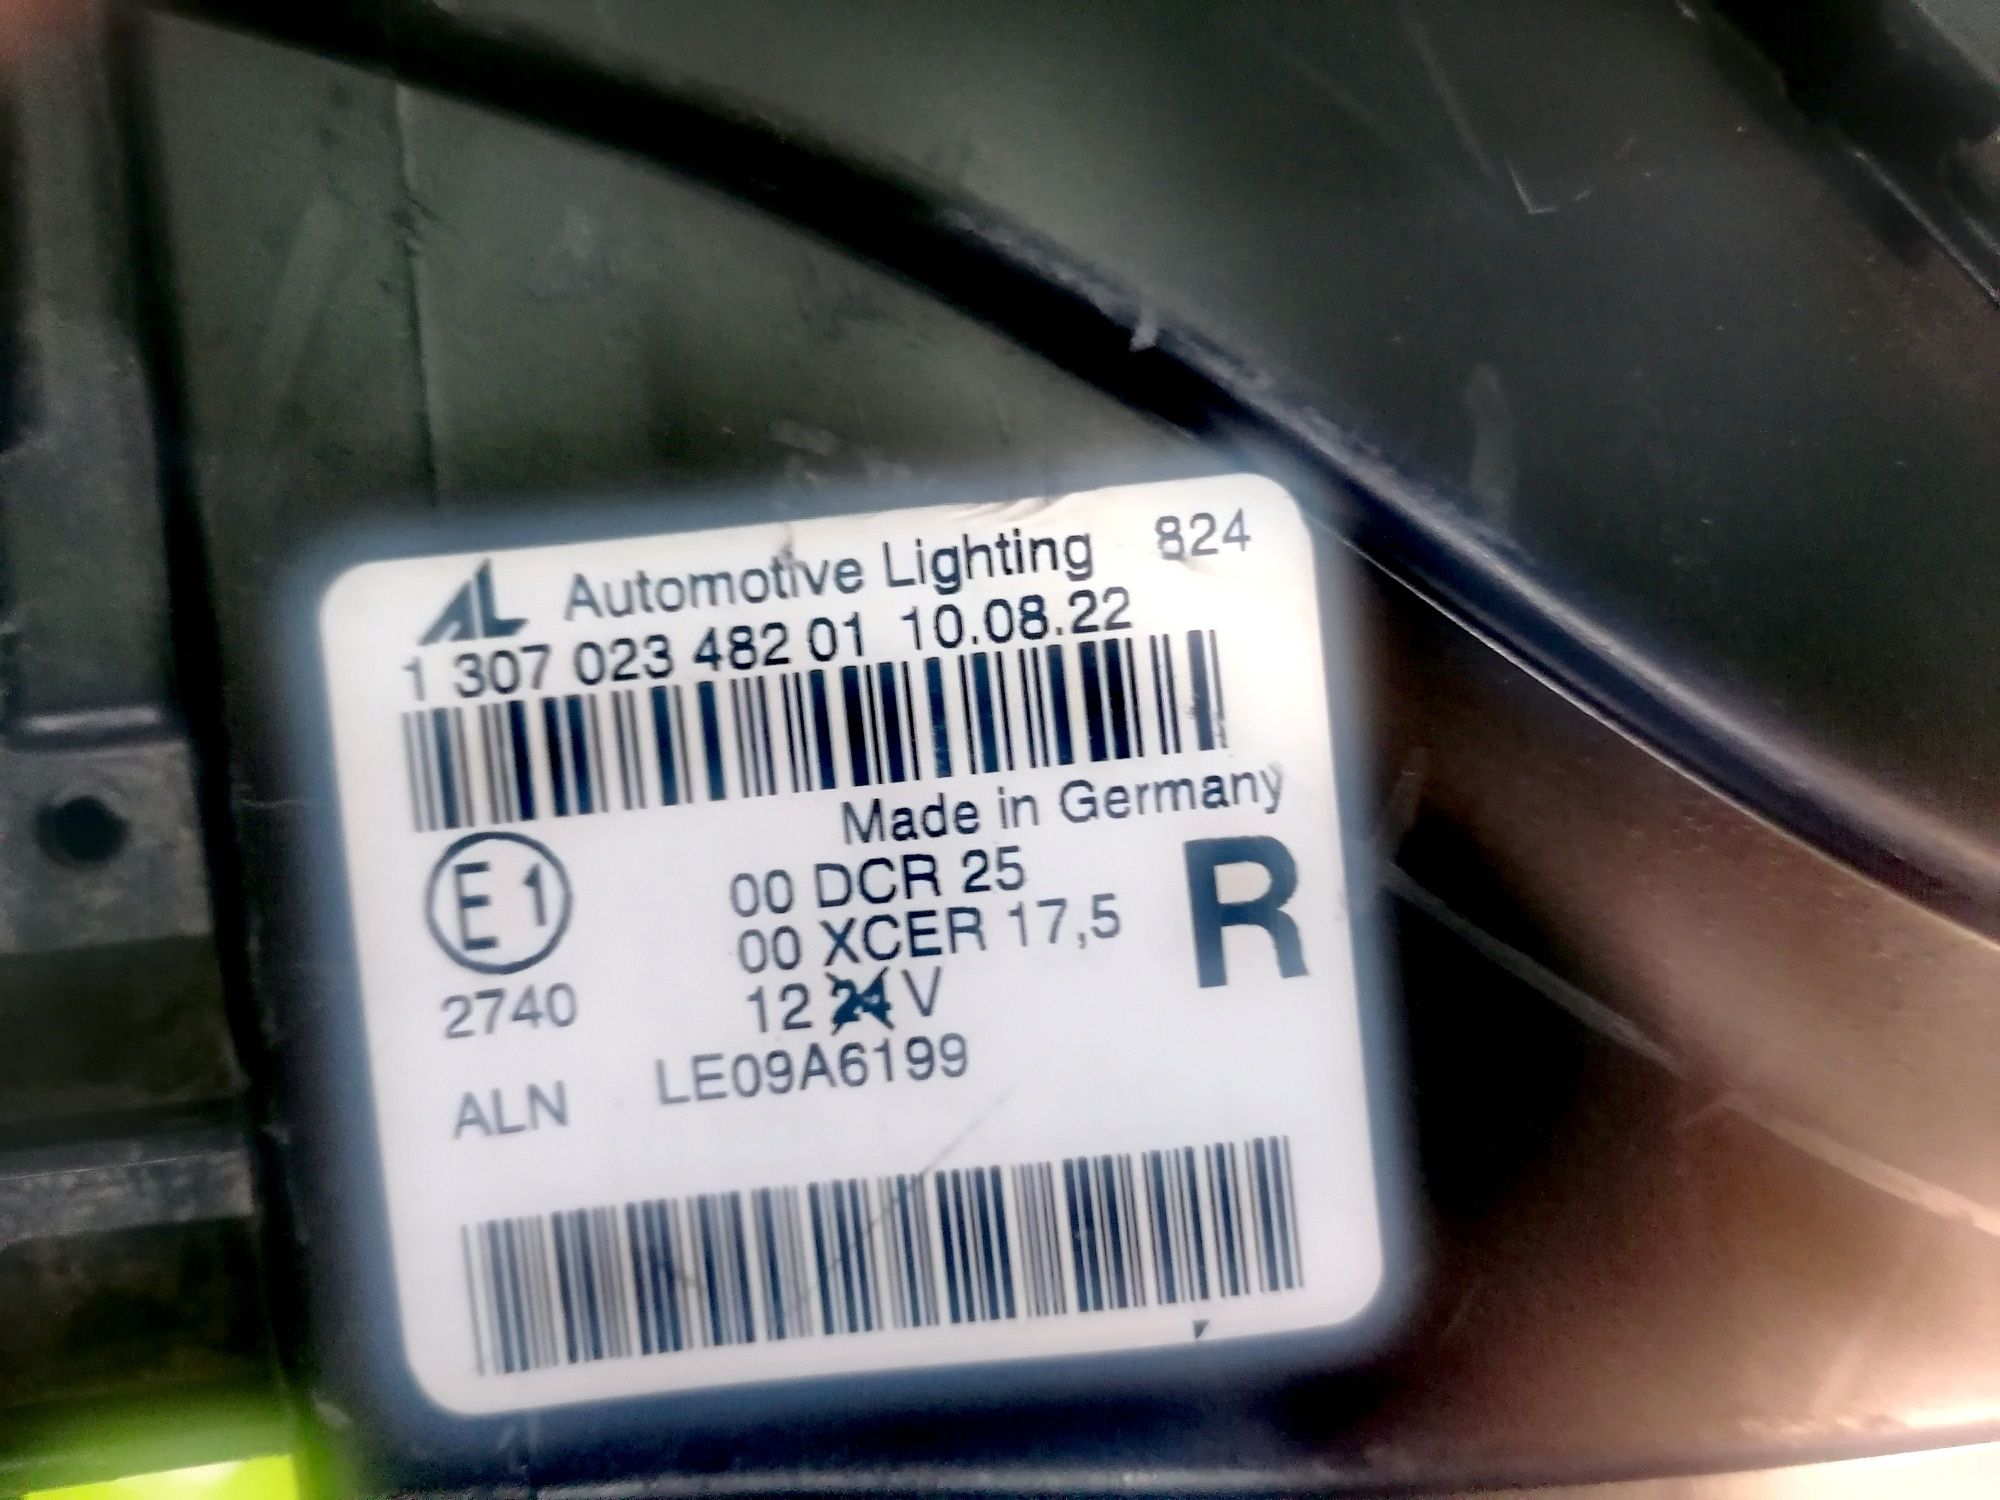 AL Automotive Lighting 824
1 307 023 482 01 10.08.22
Made in Germany
E1 00 DCR 25 R
00 XCER 17,5
2740 12 24 V
ALN LE09A6199